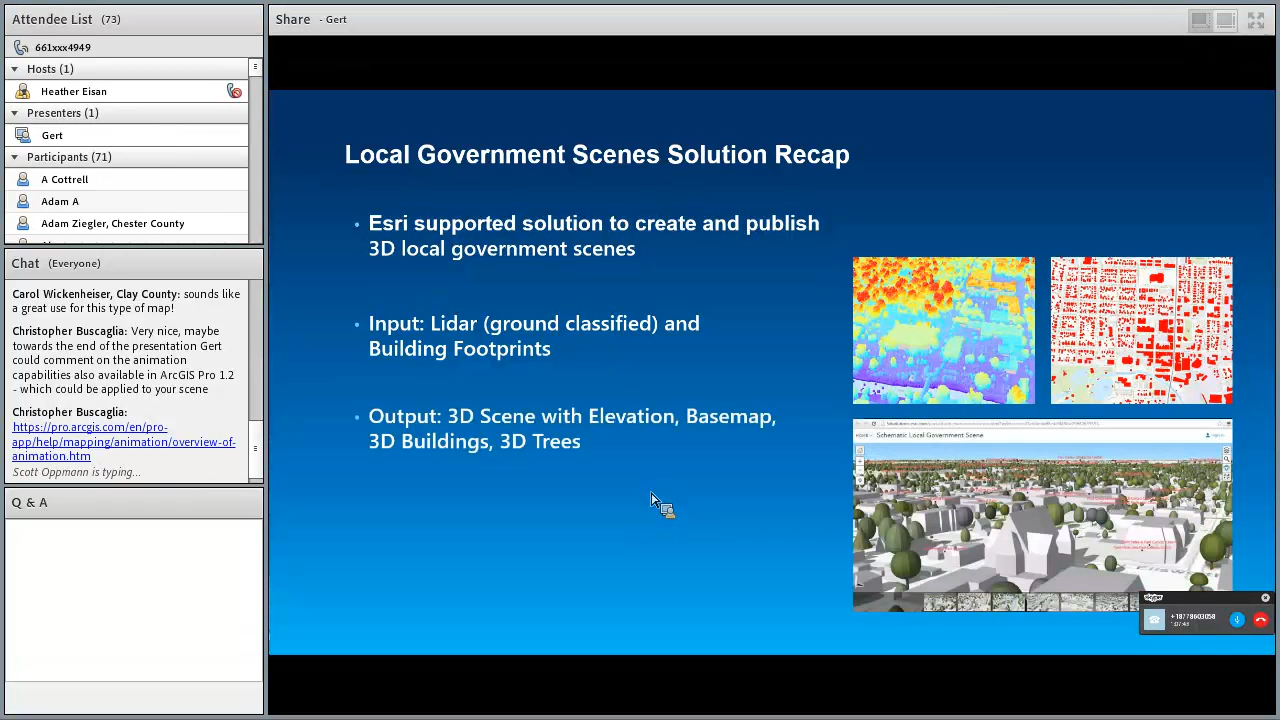 Attendee List (73)
661xxx4949
Hosts (1)
Heather Eisan
Presenters (1)
Gert
Participants (71)
A Cottrell
Adam A
Adam Ziegler, Chester County
Chat (Everyone)
Carol Wickenheiser, Clay County: sounds like
a great use for this type of map!
Christopher Buscaglia: Very nice, maybe
towards the end of the presentation Gert
could comment on the animation
capabilities also available in ArcGIS Pro 1.2
- which could be applied to your scene
Christopher Buscaglia:
https://pro.arcgis.com/en/pro-
app/help/mapping/animation/overview-of-
animation.htm
Scott Oppmann is typing...
Q & A
Share - Gert
Local Government Scenes Solution Recap
• Esri supported solution to create and publish
3D local government scenes
• Input: Lidar (ground classified) and
Building Footprints
• Output: 3D Scene with Elevation, Basemap,
3D Buildings, 3D Trees
HOME
Schematic Local Government Scene
skype
+18778603058
1:07:43